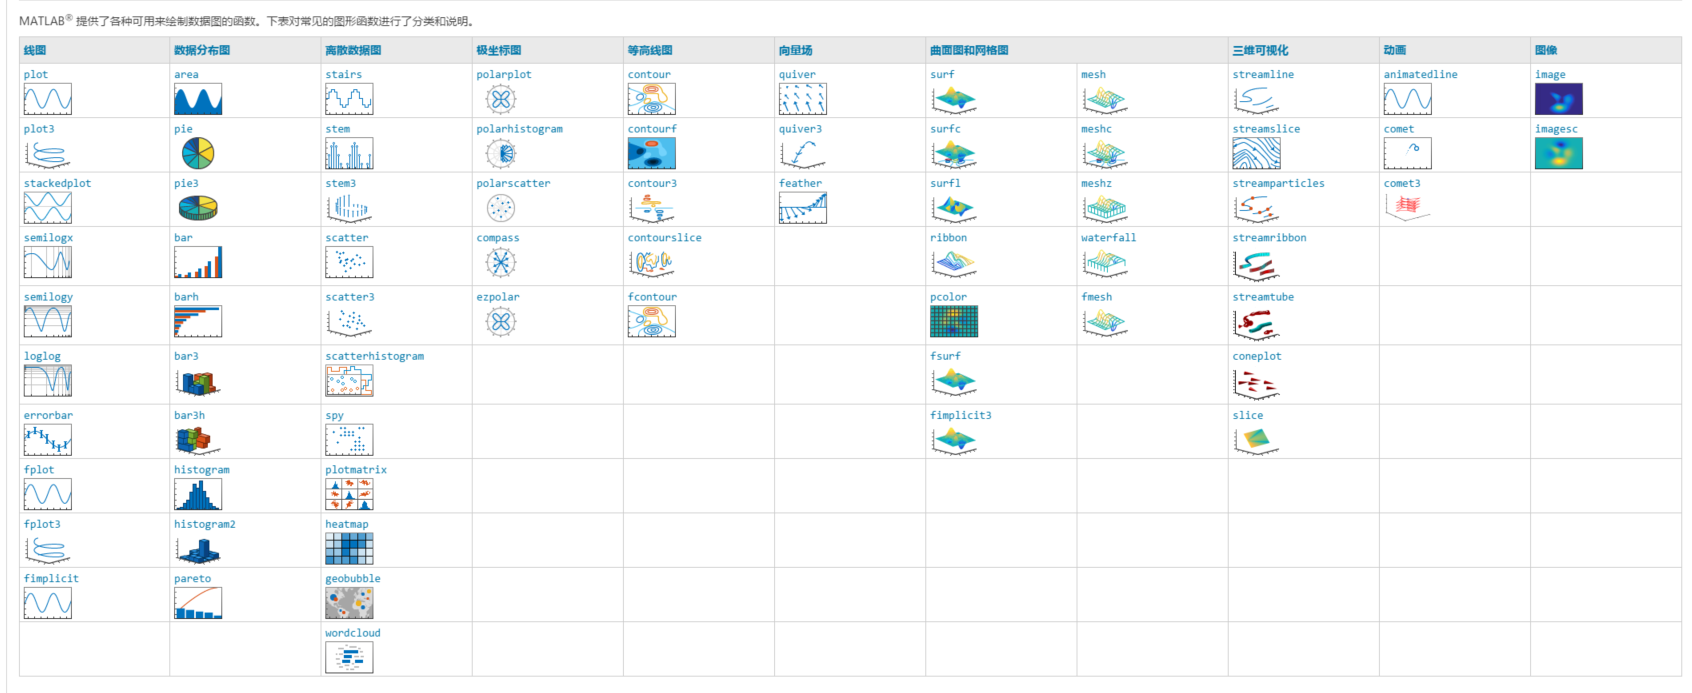 MATLAB® 提供了各种可用来绘制数据图的函数。下表对常见的图形函数进行了分类和说明。
线图 数据分布图 离散数据图 极坐标图 等高线图 向量场 曲面图和网格图 三维可视化 动画 图像
plot area stairs polarplot contour quiver surf mesh streamline animatedline image
plot3 pie stem polarhistogram contourf quiver3 surfc meshc streamslice comet imagesc
stackedplot pie3 stem3 polarscatter contour3 feather surfl meshz streamparticles comet3
semilogx bar scatter compass contourslice ribbon waterfall streamribbon
semilogy barh scatter3 ezpolar fcontour pcolor fmesh streamtube
loglog bar3 scatterhistogram fsurf coneplot
errorbar bar3h spy fimplicit3 slice
fplot histogram plotmatrix
fplot3 histogram2 heatmap
fimplicit pareto geobubble
wordcloud